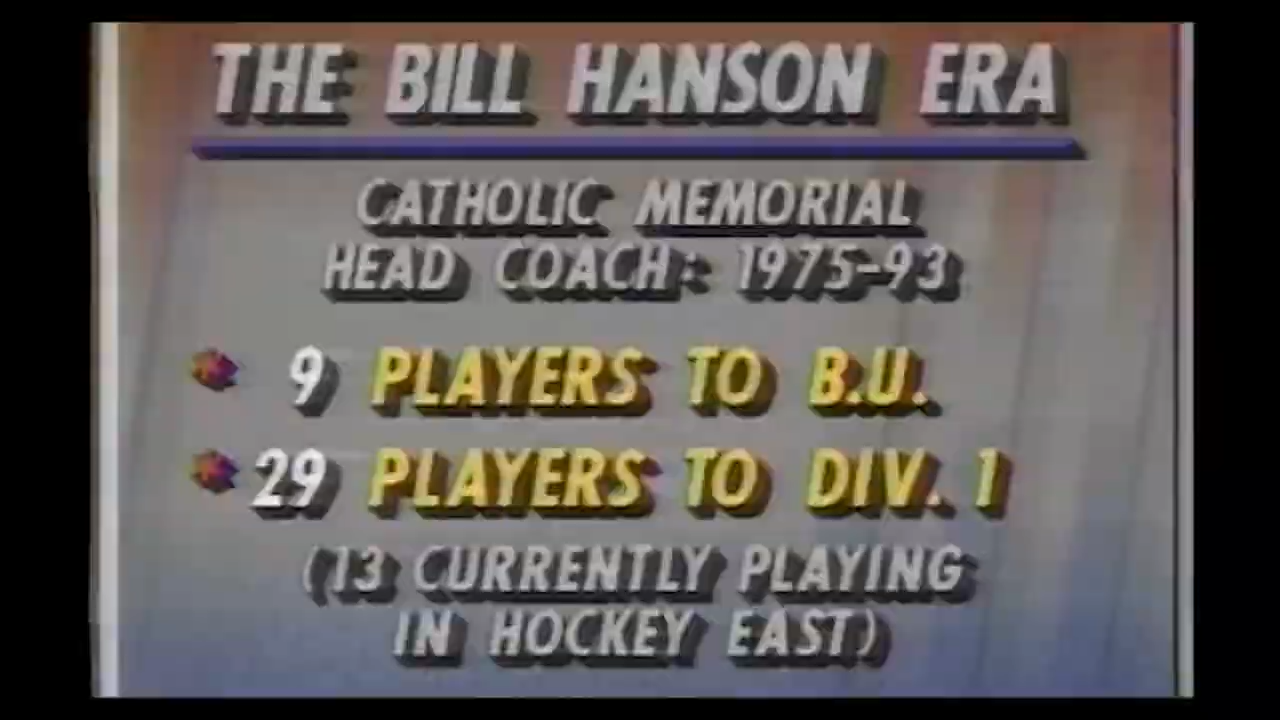 THE BILL HANSON ERA
CATHOLIC MEMORIAL
HEAD COACH: 1975-93
9 PLAYERS TO B.U.
29 PLAYERS TO DIV. 1
(13 CURRENTLY PLAYING
IN HOCKEY EAST)